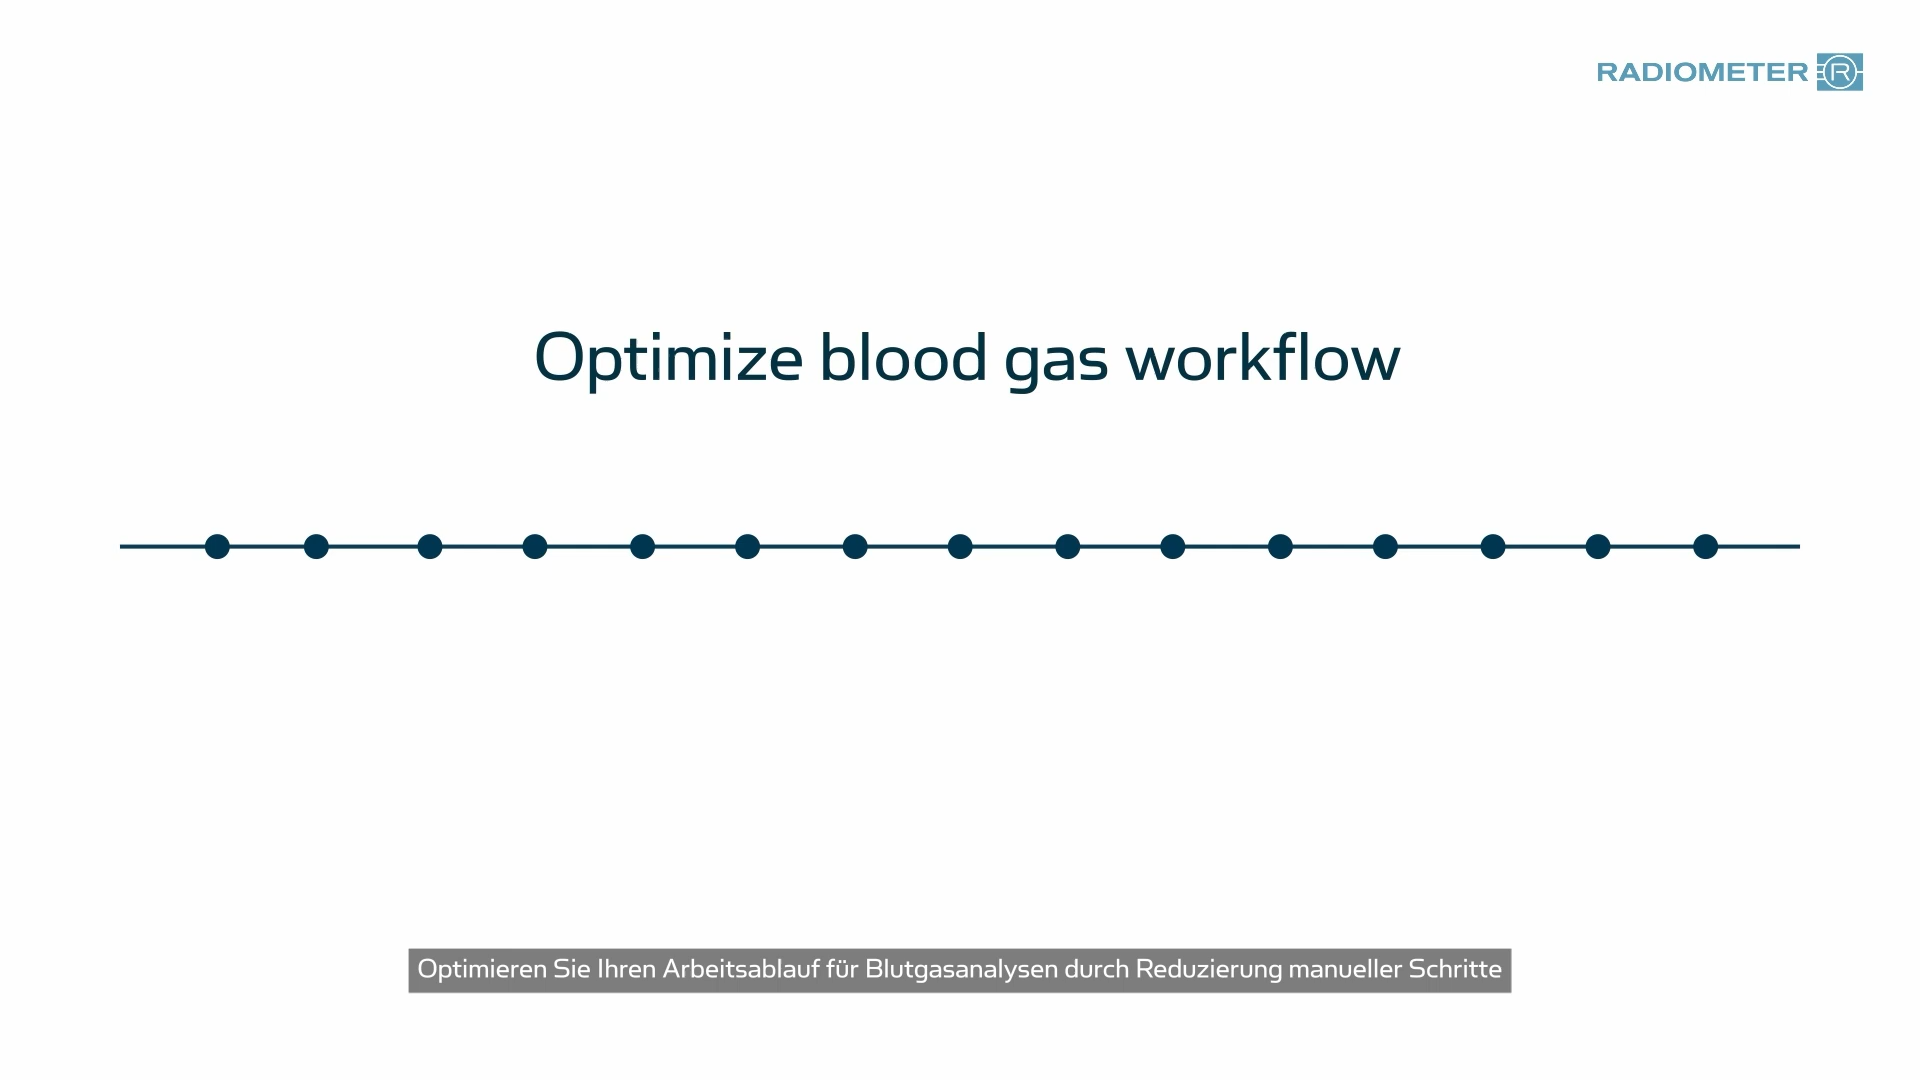 RADIOMETER
Optimize blood gas workflow
Optimieren Sie Ihren Arbeitsablauf für Blutgasanalysen durch Reduzierung manueller Schritte